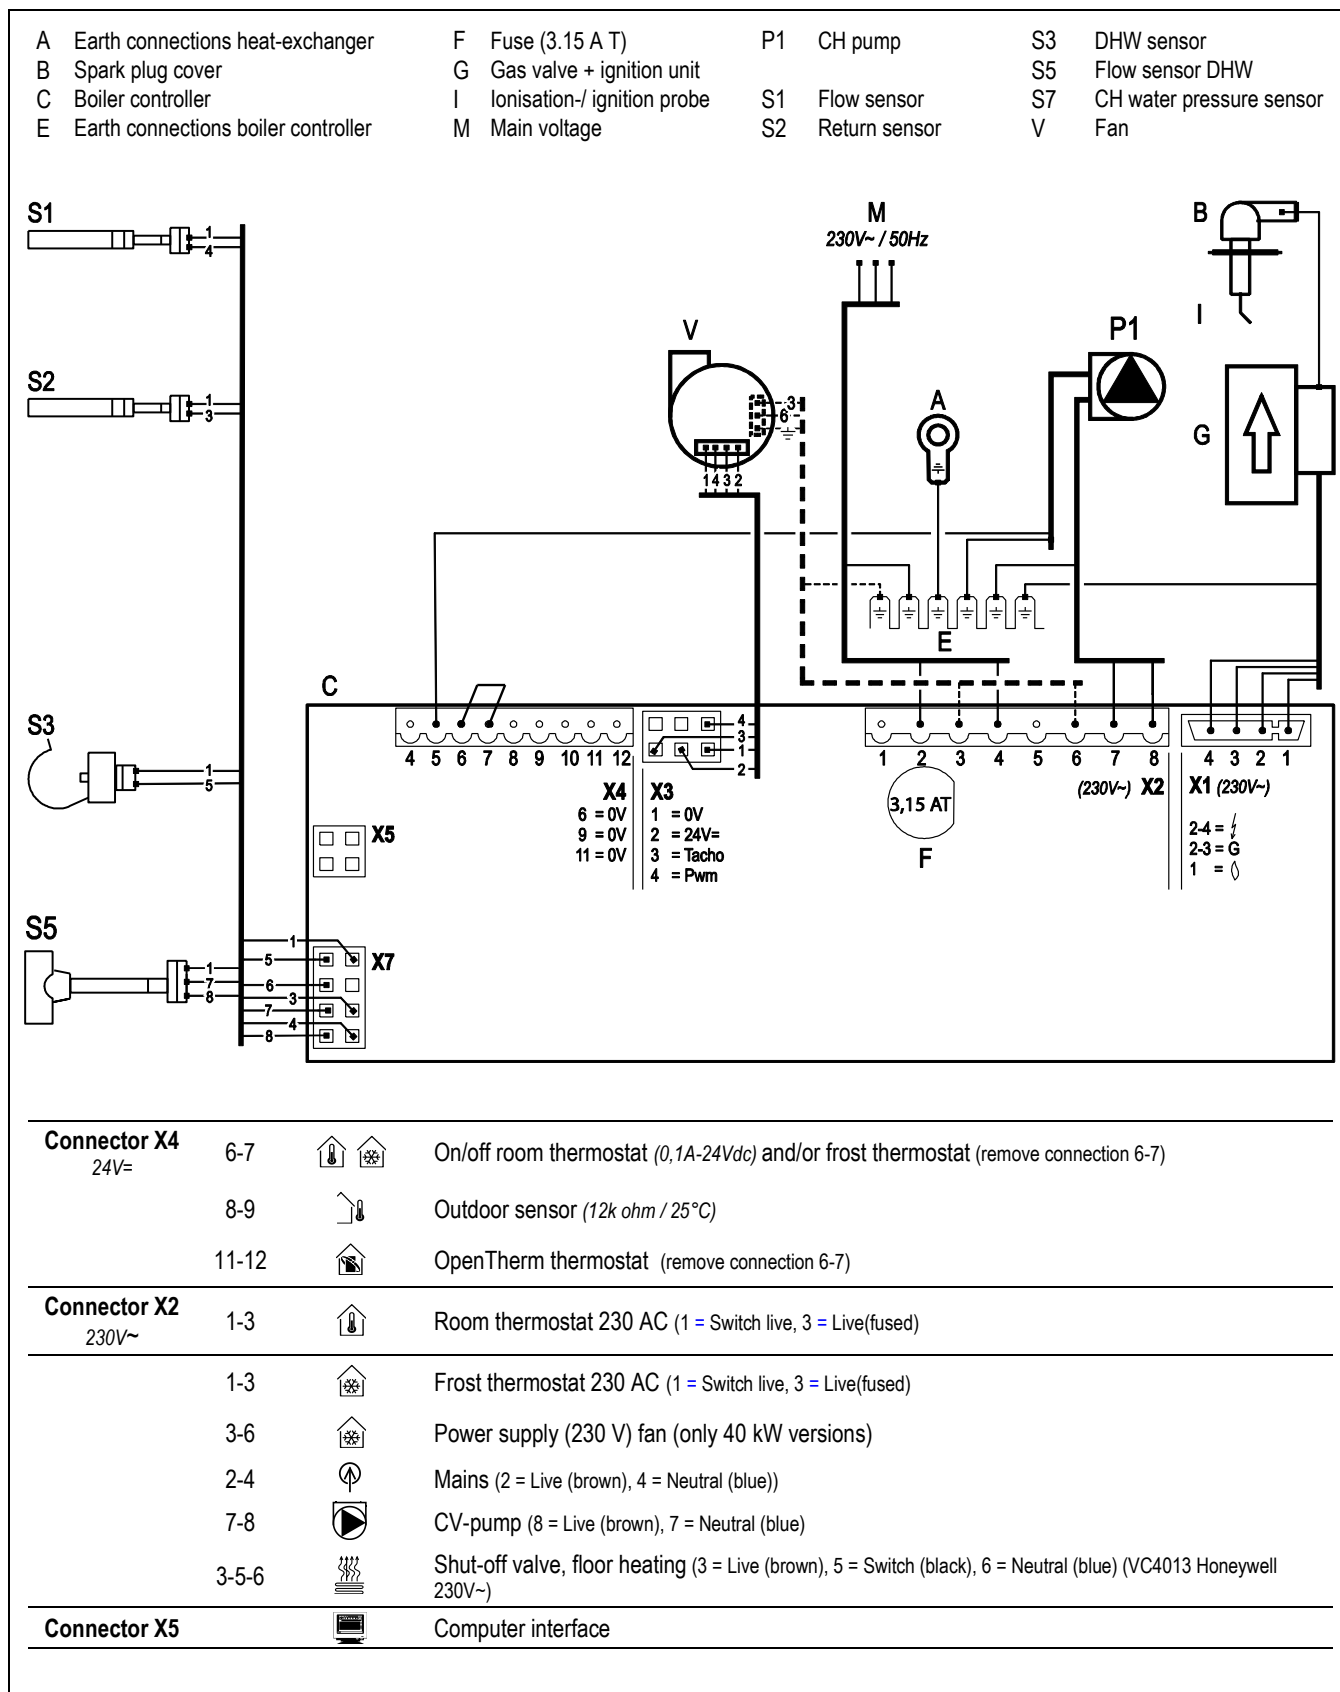 A Earth connections heat-exchanger F Fuse (3.15 A T) P1 CH pump S3 DHW sensor
B Spark plug cover G Gas valve + ignition unit S5 Flow sensor DHW
C Boiler controller I Ionisation-/ ignition probe S1 Flow sensor S7 CH water pressure sensor
E Earth connections boiler controller M Main voltage S2 Return sensor V Fan
S1
1
4
M
230V~ / 50Hz
B
I
V
P1
S2
1
3
3
6
A
G
1 4 3 2
E
C
S3
1
5
4 5 6 7 8 9 10 11 12
4
3
1
2
1 2 3 4 5 6 7 8
4 3 2 1
X4
6 = 0V
9 = 0V
11 = 0V
X3
1 = 0V
2 = 24V=
3 = Tacho
4 = Pwm
3,15 AT
F
(230V~) X2
X1 (230V~)
2-4 =
2-3 = G
1 =
X5
S5
1
7
8
1
5
6
3
7
4
8
X7
Connector X4
24V=
6-7 On/off room thermostat (0,1A-24Vdc) and/or frost thermostat (remove connection 6-7)
8-9 Outdoor sensor (12k ohm / 25°C)
11-12 OpenTherm thermostat (remove connection 6-7)
Connector X2
230V~
1-3 Room thermostat 230 AC (1 = Switch live, 3 = Live(fused)
1-3 Frost thermostat 230 AC (1 = Switch live, 3 = Live(fused)
3-6 Power supply (230 V) fan (only 40 kW versions)
2-4 Mains (2 = Live (brown), 4 = Neutral (blue))
7-8 CV-pump (8 = Live (brown), 7 = Neutral (blue)
3-5-6 Shut-off valve, floor heating (3 = Live (brown), 5 = Switch (black), 6 = Neutral (blue) (VC4013 Honeywell
230V~)
Connector X5 Computer interface